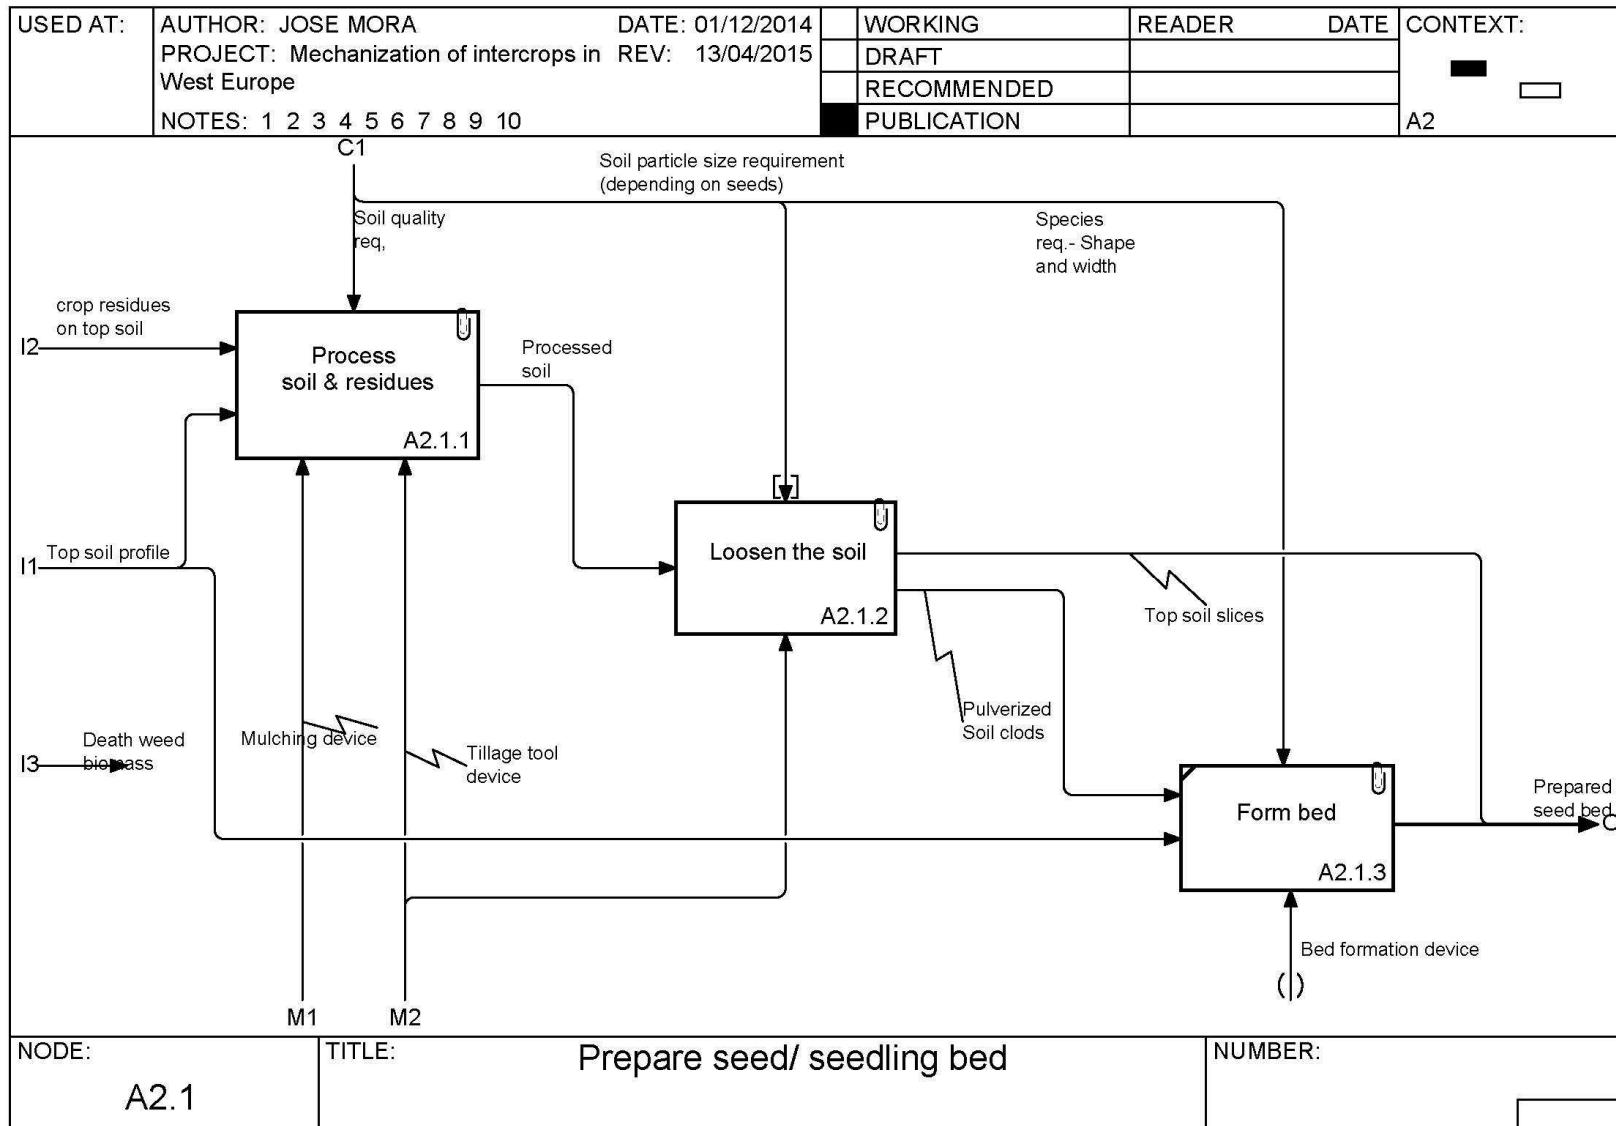 USED AT:
AUTHOR: JOSE MORA
DATE: 01/12/2014
PROJECT: Mechanization of intercrops in
REV: 13/04/2015
West Europe
NOTES: 1 2 3 4 5 6 7 8 9 10
WORKING
DRAFT
RECOMMENDED
PUBLICATION
READER
DATE
CONTEXT:
A2
C1
Soil particle size requirement
(depending on seeds)
Soil quality
req,
Species
req.- Shape
and width
crop residues
on top soil
I2
Process
soil & residues
A2.1.1
Processed
soil
[ ]
Top soil profile
I1
Loosen the soil
A2.1.2
Top soil slices
Pulverized
Soil clods
Death weed
biomass
I3
Mulching device
Tillage tool
device
Form bed
A2.1.3
Prepared
seed bed
O
Bed formation device
( )
M1
M2
NODE:
A2.1
TITLE:
Prepare seed/ seedling bed
NUMBER: